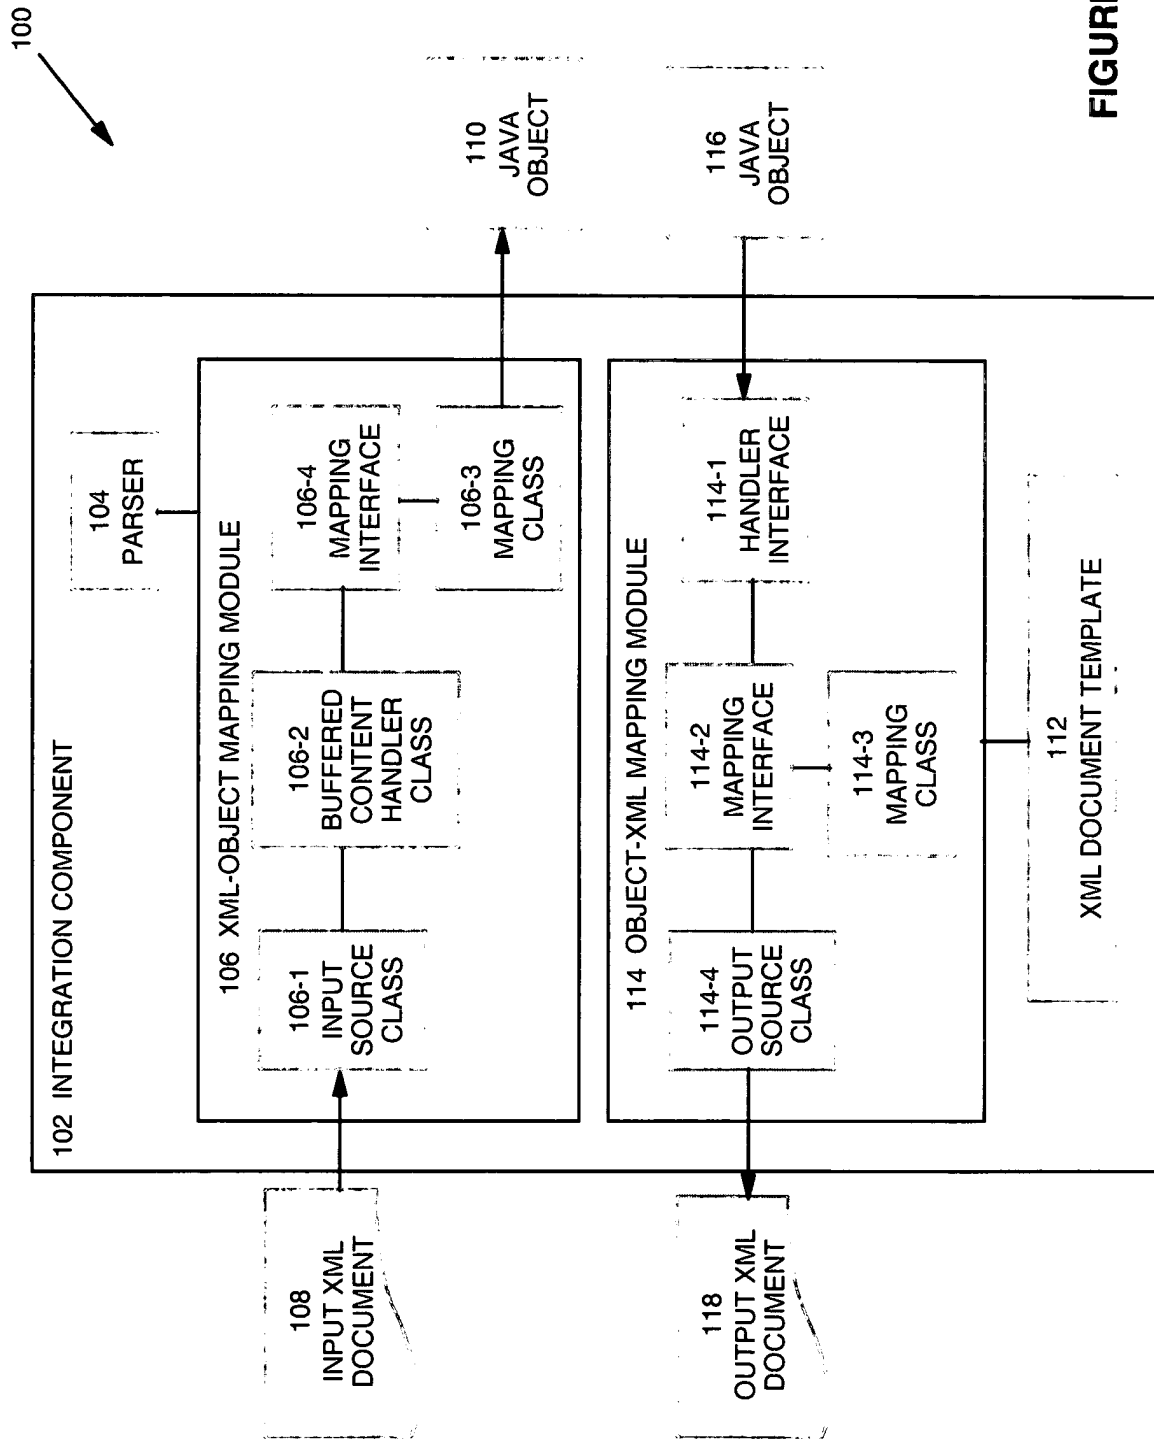 100
102 INTEGRATION COMPONENT
104
PARSER
106 XML-OBJECT MAPPING MODULE
108
INPUT XML
DOCUMENT
106-1
INPUT
SOURCE
CLASS
106-2
BUFFERED
CONTENT
HANDLER
CLASS
106-4
MAPPING
INTERFACE
106-3
MAPPING
CLASS
110
JAVA
OBJECT
114 OBJECT-XML MAPPING MODULE
118
OUTPUT XML
DOCUMENT
114-4
OUTPUT
SOURCE
CLASS
114-2
MAPPING
INTERFACE
114-3
MAPPING
CLASS
114-1
HANDLER
INTERFACE
116
JAVA
OBJECT
112
XML DOCUMENT TEMPLATE